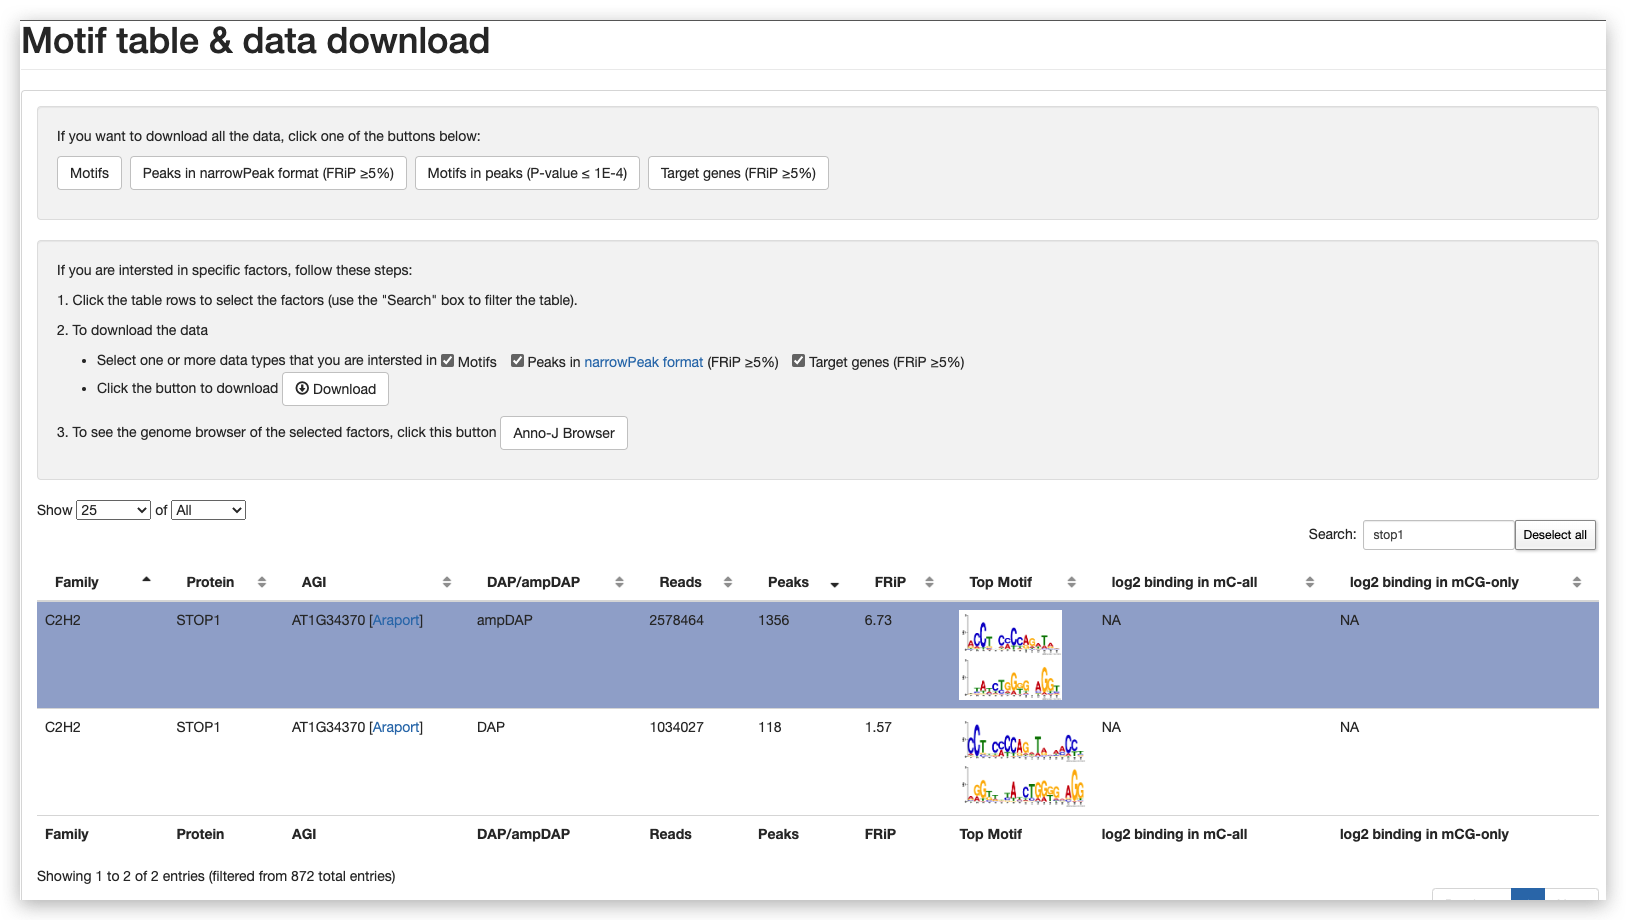 Motif table & data download
If you want to download all the data, click one of the buttons below:
Motifs Peaks in narrowPeak format (FRiP ≥5%) Motifs in peaks (P-value ≤ 1E-4) Target genes (FRiP ≥5%)
If you are intersted in specific factors, follow these steps:
1. Click the table rows to select the factors (use the "Search" box to filter the table).
2. To download the data
• Select one or more data types that you are intersted in Motifs Peaks in narrowPeak format (FRiP ≥5%) Target genes (FRiP ≥5%)
• Click the button to download Download
3. To see the genome browser of the selected factors, click this button Anno-J Browser
Show 25 of All
Search: stop1 Deselect all
Family Protein AGI DAP/ampDAP Reads Peaks FRiP Top Motif log2 binding in mC-all log2 binding in mCG-only
C2H2 STOP1 AT1G34370 [Araport] ampDAP 2578464 1356 6.73 NA NA
C2H2 STOP1 AT1G34370 [Araport] DAP 1034027 118 1.57 NA NA
Family Protein AGI DAP/ampDAP Reads Peaks FRiP Top Motif log2 binding in mC-all log2 binding in mCG-only
Showing 1 to 2 of 2 entries (filtered from 872 total entries)